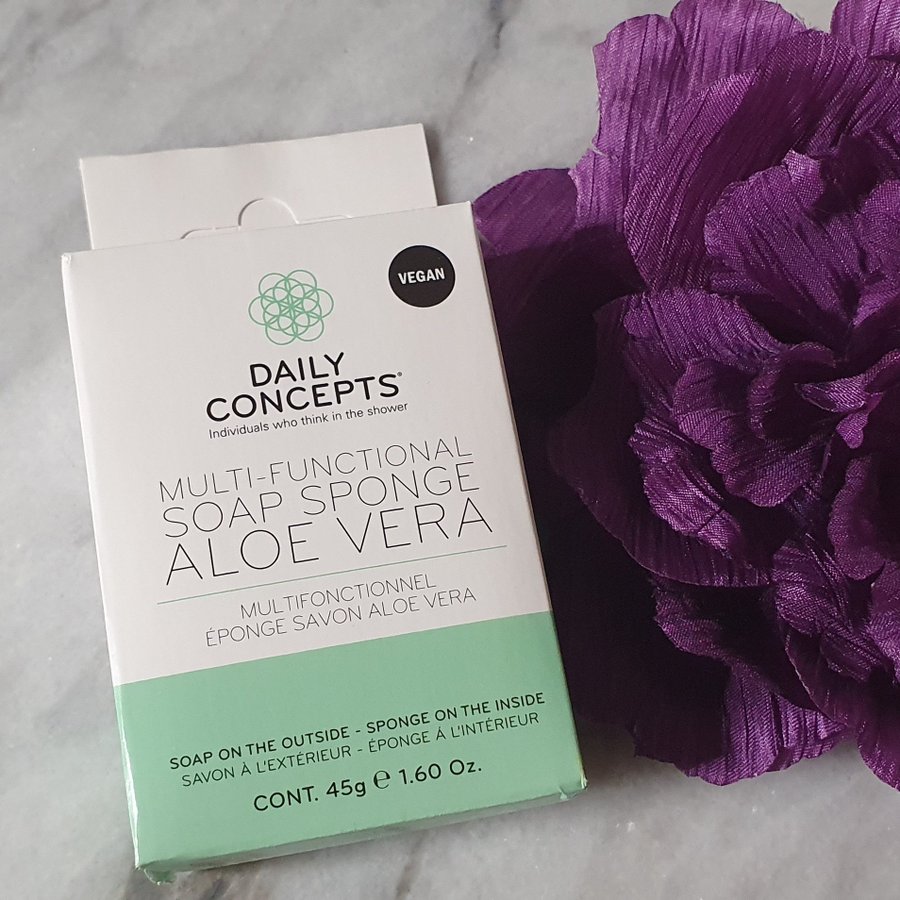 VEGAN
DAILY
CONCEPTS®
Individuals who think in the shower
MULTI-FUNCTIONAL
SOAP SPONGE
ALOE VERA
MULTIFONCTIONNEL
ÉPONGE SAVON ALOE VERA
SOAP ON THE OUTSIDE - SPONGE ON THE INSIDE
SAVON À L'EXTÉRIEUR - ÉPONGE Á L'INTÉRIEUR
CONT. 45g ℮ 1.60 Oz.